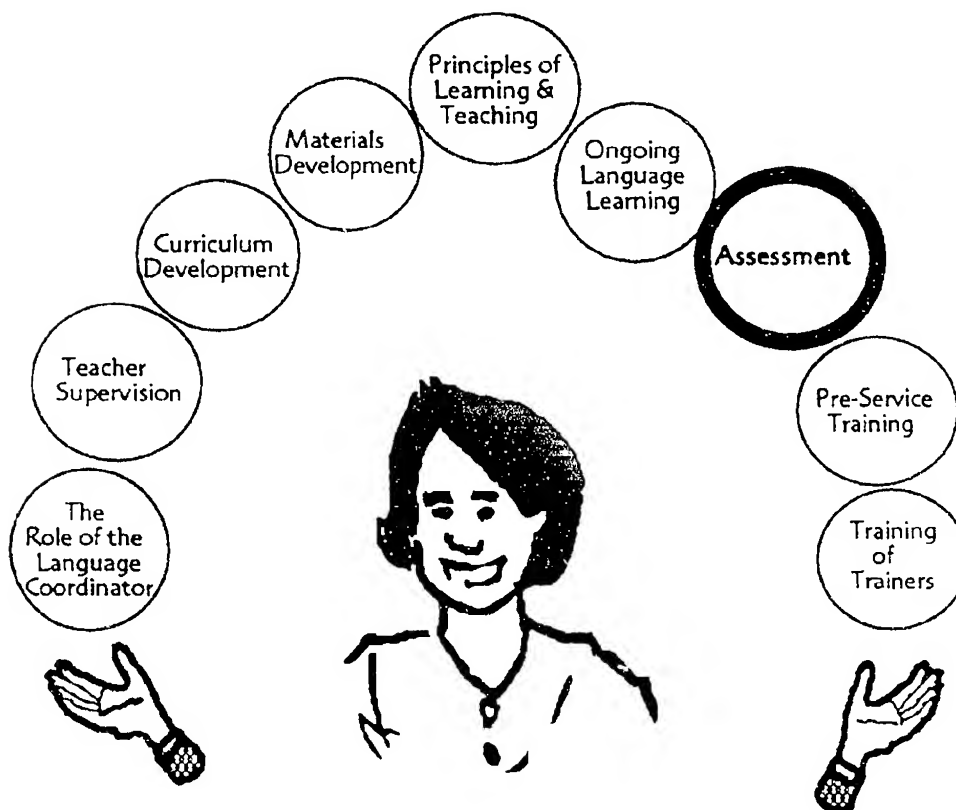 Principles of
Learning &
Teaching
Materials
Development
Ongoing
Language
Learning
Curriculum
Development
Assessment
Teacher
Supervision
Pre-Service
Training
The
Role of the
Language
Coordinator
Training
of
Trainers